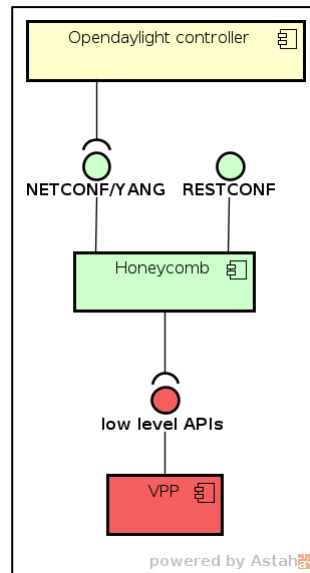 Opendaylight controller
NETCONF/YANG RESTCONF
Honeycomb
low level APIs
VPP
powered by Astah